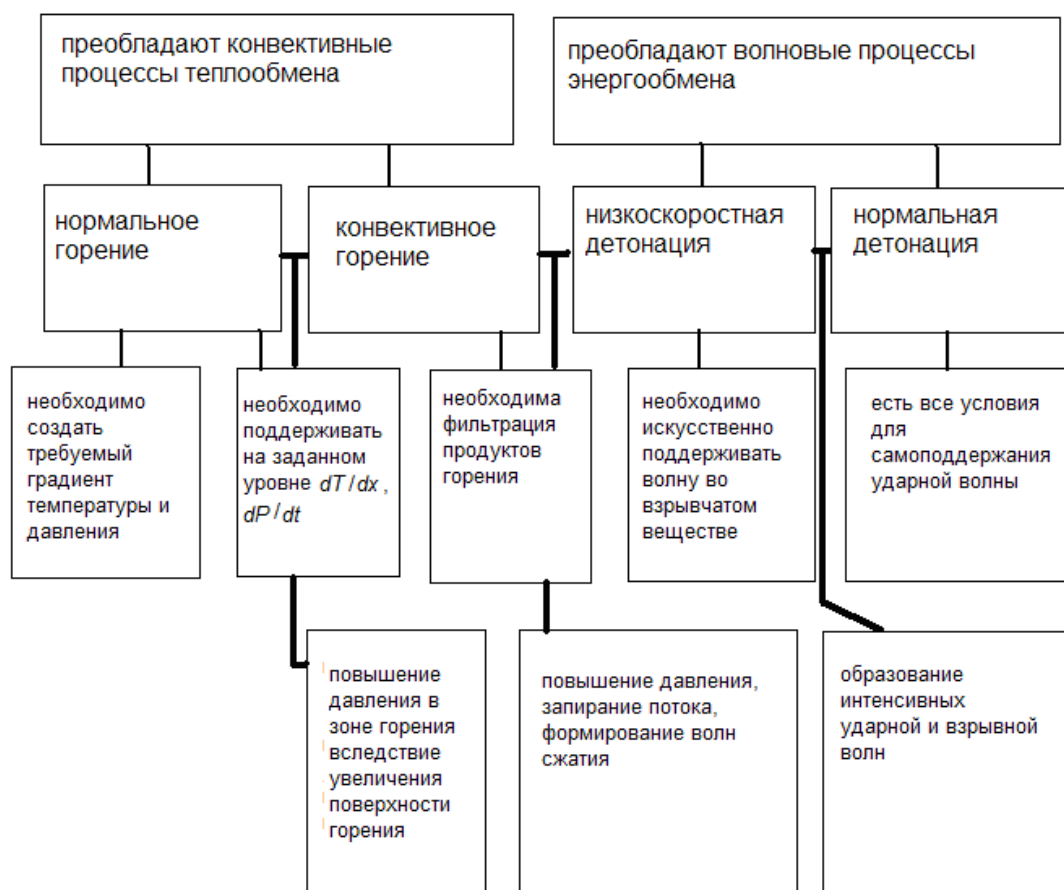 преобладают конвективные
процессы теплообмена
преобладают волновые процессы
энергообмена
нормальное
горение
конвективное
горение
низкоскоростная
детонация
нормальная
детонация
необходимо
создать
требуемый
градиент
температуры и
давления
необходимо
поддерживать
на заданном
уровне dT/dx,
dP/dt
необходима
фильтрация
продуктов
горения
необходимо
искусственно
поддерживать
волну во
взрывчатом
веществе
есть все условия
для
самоподдержания
ударной волны
повышение
давления в
зоне горения
вследствие
увеличения
поверхности
горения
повышение давления,
запирание потока,
формирование волн
сжатия
образование
интенсивных
ударной и взрывной
волн